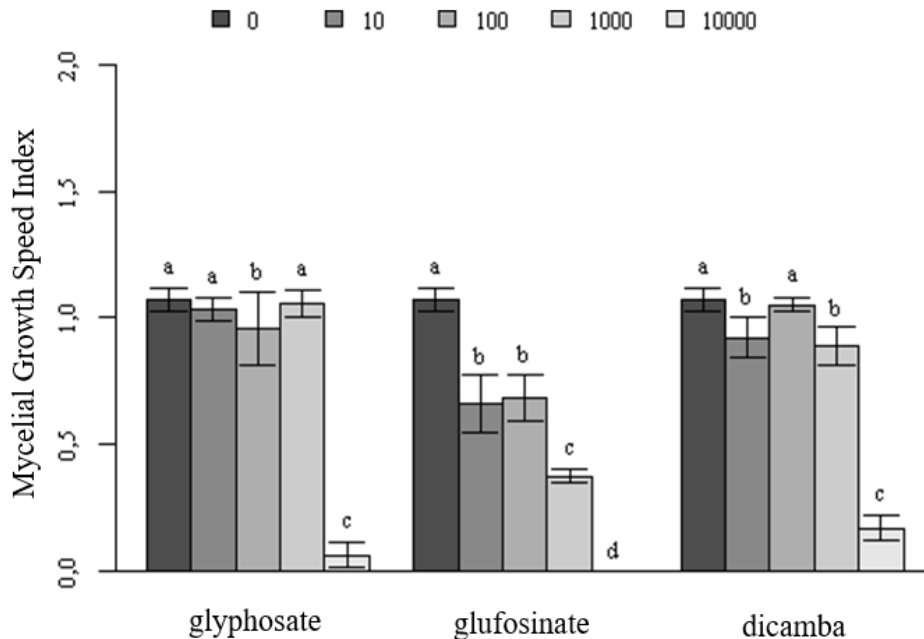 0 10 100 1000 10000
Mycelial Growth Speed Index
2,0
1,5
1,0
0,5
0,0
a a b a c
a b b c d
a b a b c
glyphosate glufosinate dicamba